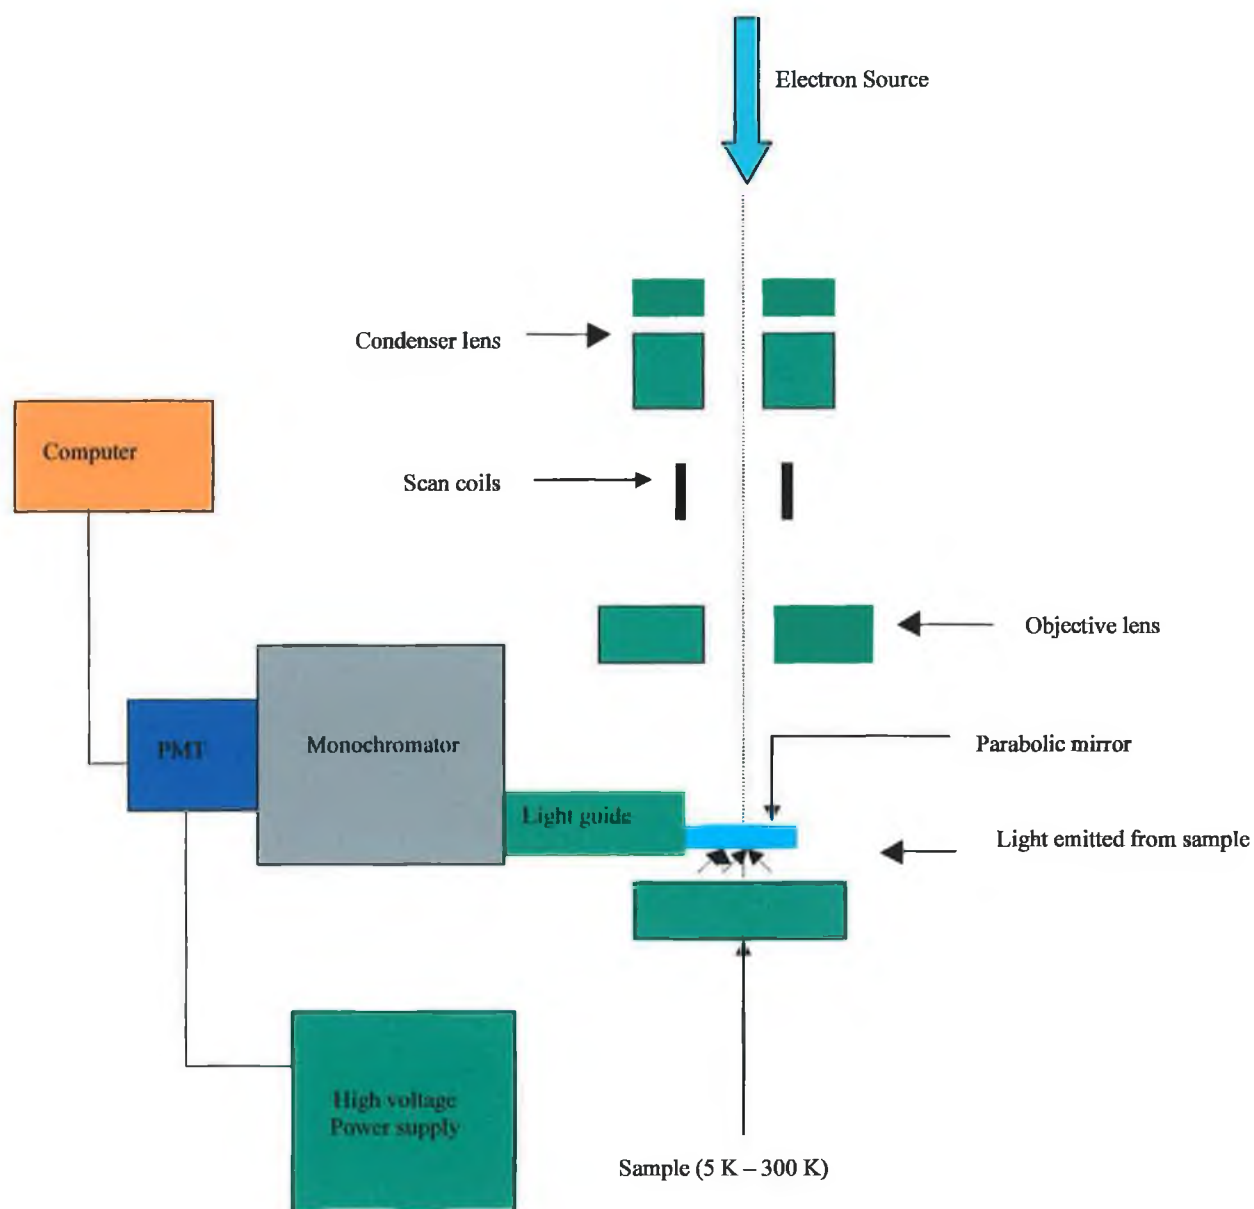 Electron Source
Condenser lens
Computer
Scan coils
Objective lens
PMT
Monochromator
Parabolic mirror
Light guide
Light emitted from sample
High voltage
Power supply
Sample (5 K – 300 K)